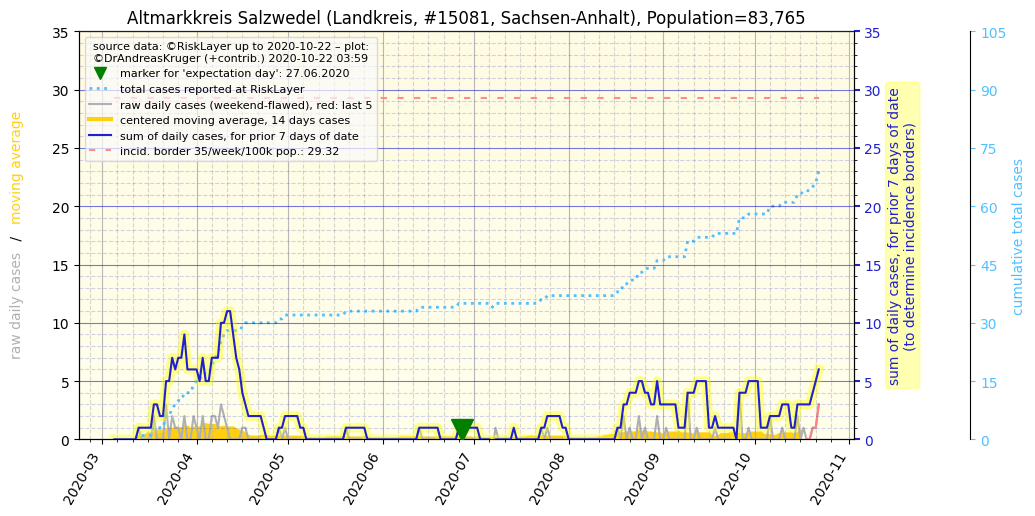 Altmarkkreis Salzwedel (Landkreis, #15081, Sachsen-Anhalt), Population=83,765
source data: ©RiskLayer up to 2020-10-22 – plot:
©DrAndreasKruger (+contrib.) 2020-10-22 03:59
marker for 'expectation day': 27.06.2020
total cases reported at RiskLayer
raw daily cases (weekend-flawed), red: last 5
centered moving average, 14 days cases
sum of daily cases, for prior 7 days of date
incid. border 35/week/100k pop.: 29.32
raw daily cases / moving average
35
30
25
20
15
10
5
0
35
30
25
20
15
10
5
0
sum of daily cases, for prior 7 days of date
(to determine incidence borders)
105
90
75
60
45
30
15
0
cumulative total cases
2020-03
2020-04
2020-05
2020-06
2020-07
2020-08
2020-09
2020-10
2020-11